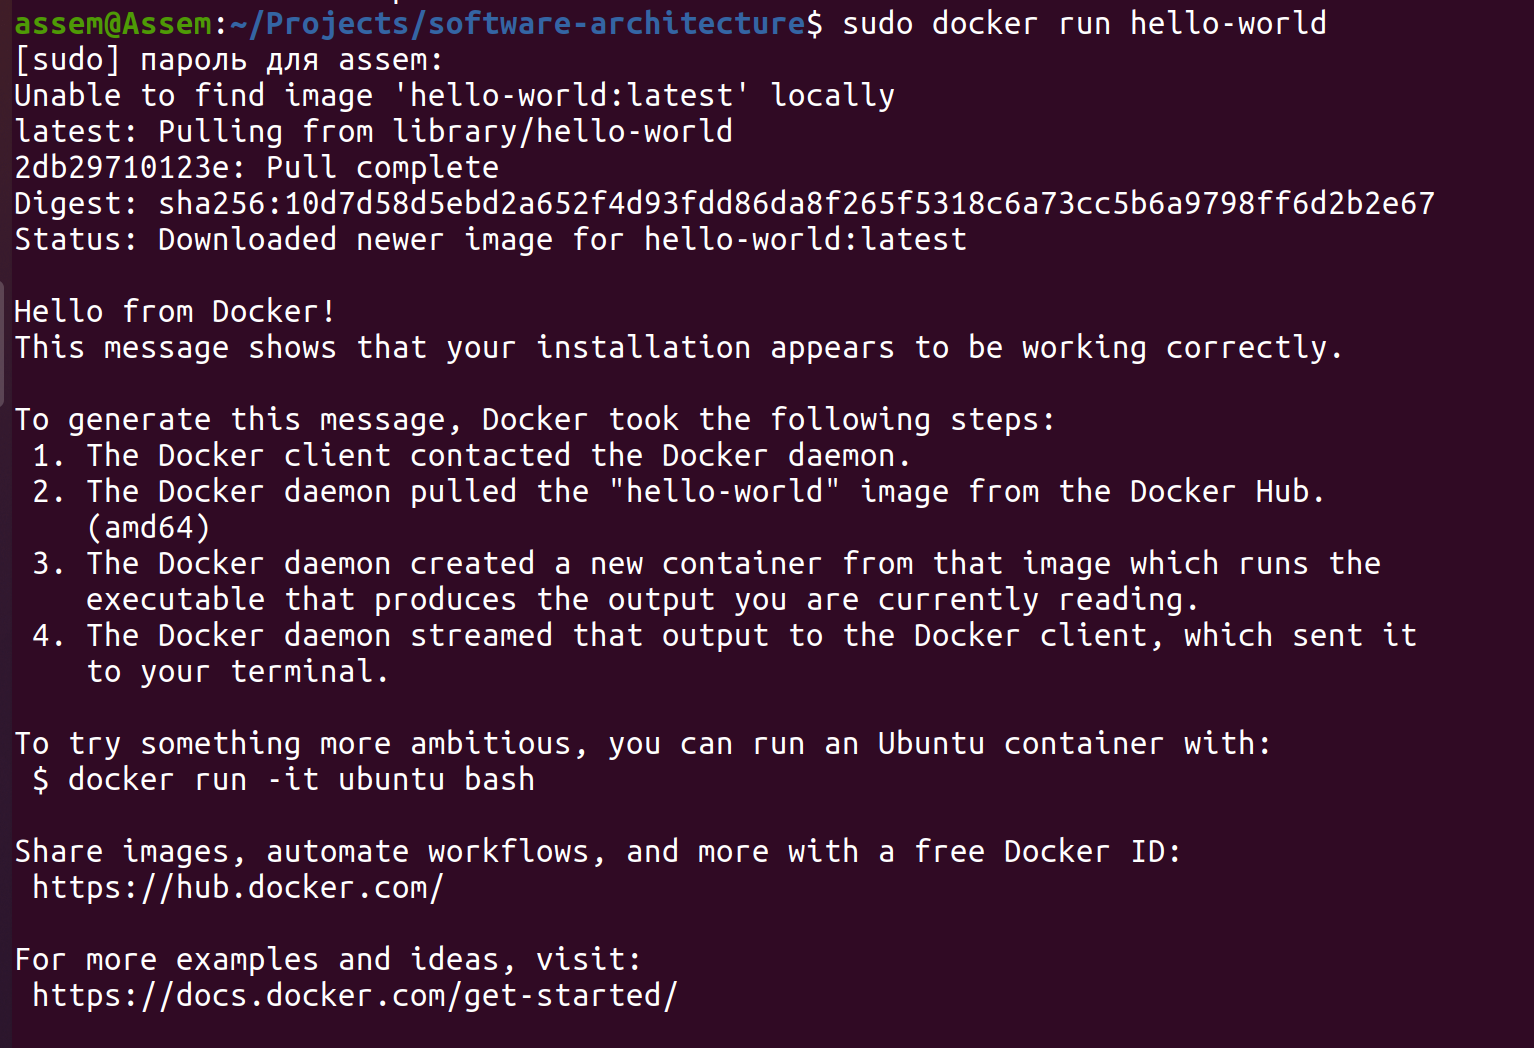 assem@Assem:~/Projects/software-architecture$ sudo docker run hello-world
[sudo] пароль для assem:
Unable to find image 'hello-world:latest' locally
latest: Pulling from library/hello-world
2db29710123e: Pull complete
Digest: sha256:10d7d58d5ebd2a652f4d93fdd86da8f265f5318c6a73cc5b6a9798ff6d2b2e67
Status: Downloaded newer image for hello-world:latest

Hello from Docker!
This message shows that your installation appears to be working correctly.

To generate this message, Docker took the following steps:
 1. The Docker client contacted the Docker daemon.
 2. The Docker daemon pulled the "hello-world" image from the Docker Hub.
    (amd64)
 3. The Docker daemon created a new container from that image which runs the
    executable that produces the output you are currently reading.
 4. The Docker daemon streamed that output to the Docker client, which sent it
    to your terminal.

To try something more ambitious, you can run an Ubuntu container with:
 $ docker run -it ubuntu bash

Share images, automate workflows, and more with a free Docker ID:
 https://hub.docker.com/

For more examples and ideas, visit:
 https://docs.docker.com/get-started/